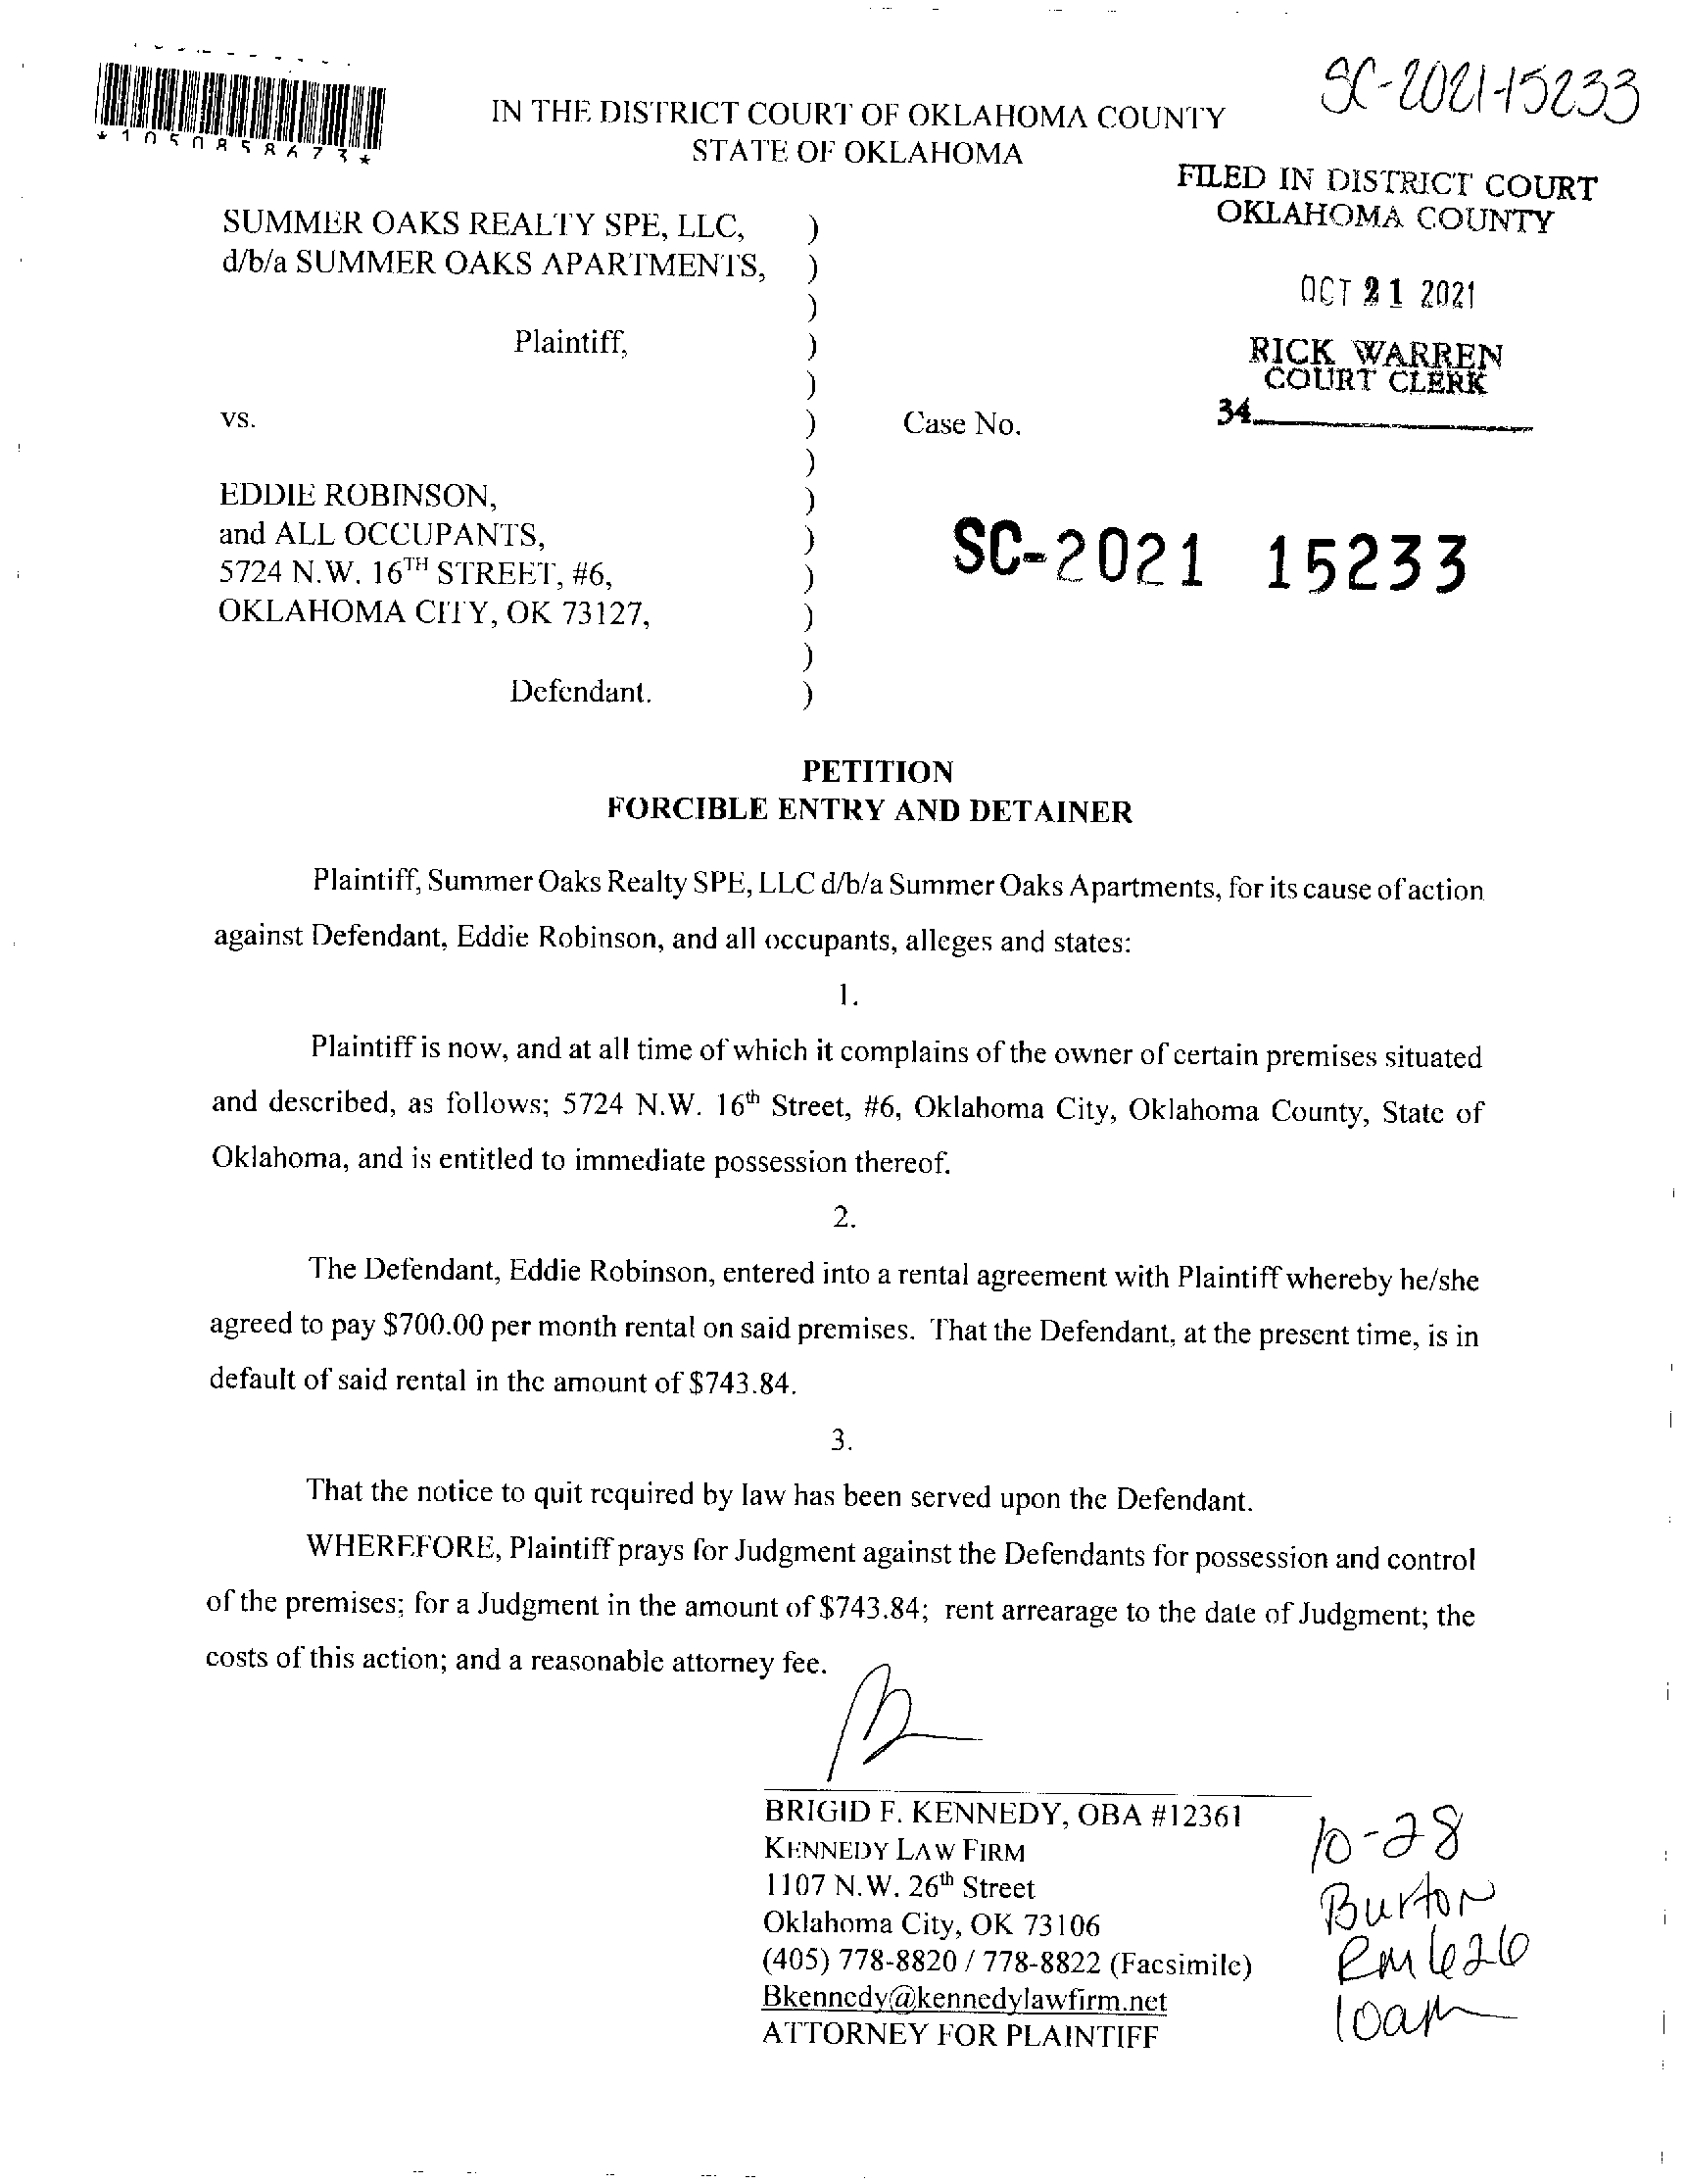 SC-2021-15233
*1050858673*
IN THE DISTRICT COURT OF OKLAHOMA COUNTY
STATE OF OKLAHOMA
FILED IN DISTRICT COURT
OKLAHOMA COUNTY
OCT 21 2021
RICK WARREN
COURT CLERK
34
SUMMER OAKS REALTY SPE, LLC, )
d/b/a SUMMER OAKS APARTMENTS, )
)
Plaintiff, )
)
vs. ) Case No.
)
EDDIE ROBINSON, )
and ALL OCCUPANTS, )
SC-2021 15233
5724 N.W. 16TH STREET, #6, )
OKLAHOMA CITY, OK 73127, )
)
Defendant. )
PETITION
FORCIBLE ENTRY AND DETAINER
Plaintiff, Summer Oaks Realty SPE, LLC d/b/a Summer Oaks Apartments, for its cause of action
against Defendant, Eddie Robinson, and all occupants, alleges and states:
1.
Plaintiff is now, and at all time of which it complains of the owner of certain premises situated
and described, as follows; 5724 N.W. 16th Street, #6, Oklahoma City, Oklahoma County, State of
Oklahoma, and is entitled to immediate possession thereof.
2.
The Defendant, Eddie Robinson, entered into a rental agreement with Plaintiff whereby he/she
agreed to pay $700.00 per month rental on said premises. That the Defendant, at the present time, is in
default of said rental in the amount of $743.84.
3.
That the notice to quit required by law has been served upon the Defendant.
WHEREFORE, Plaintiff prays for Judgment against the Defendants for possession and control
of the premises; for a Judgment in the amount of $743.84; rent arrearage to the date of Judgment; the
costs of this action; and a reasonable attorney fee.
BRIGID F. KENNEDY, OBA #12361
KENNEDY LAW FIRM
1107 N.W. 26th Street
Oklahoma City, OK 73106
(405) 778-8820 / 778-8822 (Facsimile)
Bkennedy@kennedylawfirm.net
ATTORNEY FOR PLAINTIFF
10-28
Burton
Rm 626
10am